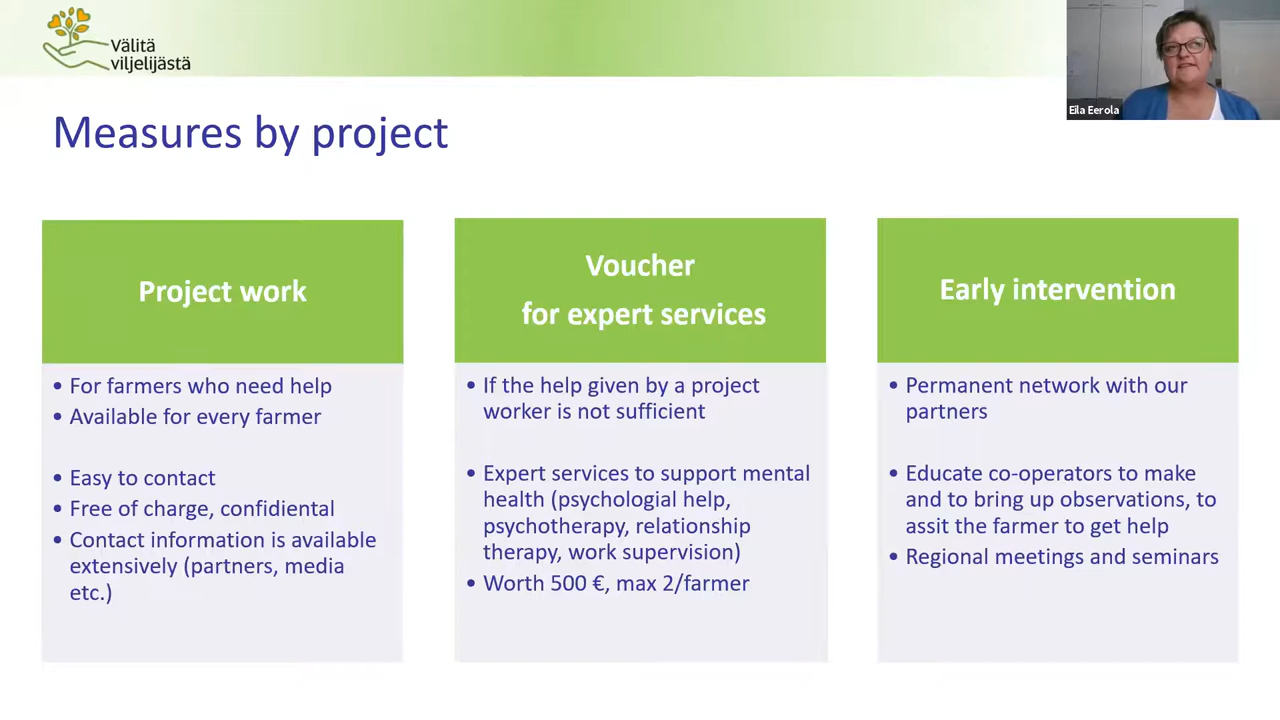 Välitä
viljelijästä
Eila Eerola
Measures by project
Project work
• For farmers who need help
• Available for every farmer
• Easy to contact
• Free of charge, confidiental
• Contact information is available
extensively (partners, media
etc.)
Voucher
for expert services
• If the help given by a project
worker is not sufficient
• Expert services to support mental
health (psychologial help,
psychotherapy, relationship
therapy, work supervision)
• Worth 500 €, max 2/farmer
Early intervention
• Permanent network with our
partners
• Educate co-operators to make
and to bring up observations, to
assit the farmer to get help
• Regional meetings and seminars